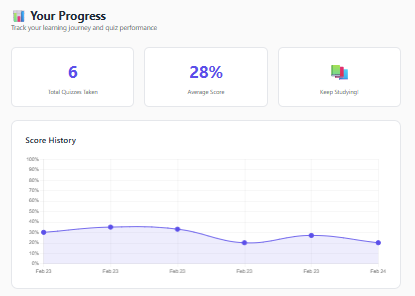 Your Progress
Track your learning journey and quiz performance
6
Total Quizzes Taken
28%
Average Score
Keep Studying!
Score History
100%
90%
80%
70%
60%
50%
40%
30%
20%
10%
0%
Feb 23
Feb 23
Feb 23
Feb 23
Feb 23
Feb 24